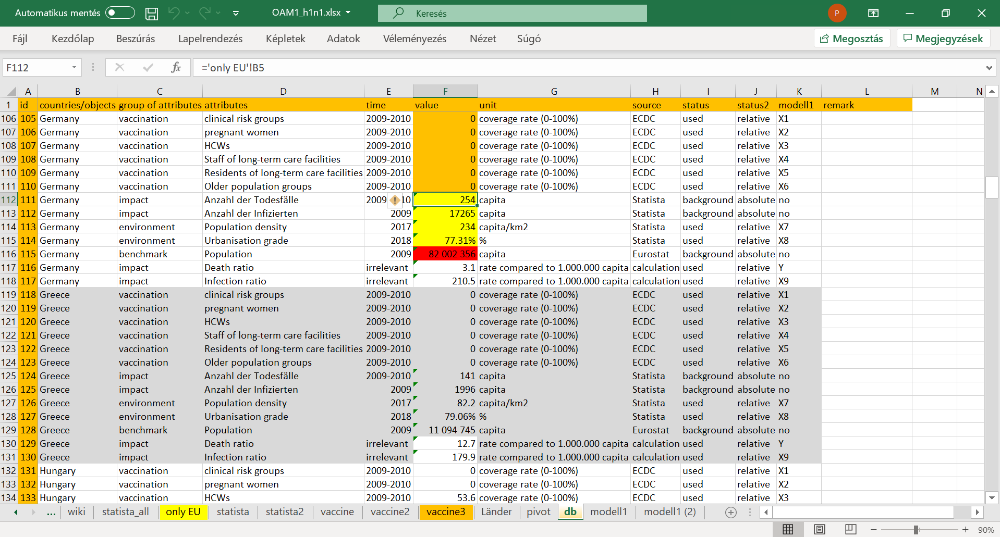 Automatikus mentés OAM1_h1n1.xlsx Keresés P
Fájl Kezdőlap Beszúrás Lapelrendezés Képletek Adatok Véleményezés Nézet Súgó Megosztás Megjegyzések
F112 fx ='only EU'!B5
A B C D E F G H I J K L M N
1 id countries/objects group of attributes attributes time value unit source status status2 modell1 remark
106 105 Germany vaccination clinical risk groups 2009-2010 0 coverage rate (0-100%) ECDC used relative X1
107 106 Germany vaccination pregnant women 2009-2010 0 coverage rate (0-100%) ECDC used relative X2
108 107 Germany vaccination HCWs 2009-2010 0 coverage rate (0-100%) ECDC used relative X3
109 108 Germany vaccination Staff of long-term care facilities 2009-2010 0 coverage rate (0-100%) ECDC used relative X4
110 109 Germany vaccination Residents of long-term care facilities 2009-2010 0 coverage rate (0-100%) ECDC used relative X5
111 110 Germany vaccination Older population groups 2009-2010 0 coverage rate (0-100%) ECDC used relative X6
112 111 Germany impact Anzahl der Todesfälle 2009 10 254 capita Statista background absolute no
113 112 Germany impact Anzahl der Infizierten 2009 17265 capita Statista background absolute no
114 113 Germany environment Population density 2017 234 capita/km2 Statista used relative X7
115 114 Germany environment Urbanisation grade 2018 77.31% % Statista used relative X8
116 115 Germany benchmark Population 2009 82 002 356 capita Eurostat background absolute no
117 116 Germany impact Death ratio irrelevant 3.1 rate compared to 1.000.000 capita calculation used relative Y
118 117 Germany impact Infection ratio irrelevant 210.5 rate compared to 1.000.000 capita calculation used relative X9
119 118 Greece vaccination clinical risk groups 2009-2010 0 coverage rate (0-100%) ECDC used relative X1
120 119 Greece vaccination pregnant women 2009-2010 0 coverage rate (0-100%) ECDC used relative X2
121 120 Greece vaccination HCWs 2009-2010 0 coverage rate (0-100%) ECDC used relative X3
122 121 Greece vaccination Staff of long-term care facilities 2009-2010 0 coverage rate (0-100%) ECDC used relative X4
123 122 Greece vaccination Residents of long-term care facilities 2009-2010 0 coverage rate (0-100%) ECDC used relative X5
124 123 Greece vaccination Older population groups 2009-2010 0 coverage rate (0-100%) ECDC used relative X6
125 124 Greece impact Anzahl der Todesfälle 2009-2010 141 capita Statista background absolute no
126 125 Greece impact Anzahl der Infizierten 2009 1996 capita Statista background absolute no
127 126 Greece environment Population density 2017 82.2 capita/km2 Statista used relative X7
128 127 Greece environment Urbanisation grade 2018 79.06% % Statista used relative X8
129 128 Greece benchmark Population 2009 11 094 745 capita Eurostat background absolute no
130 129 Greece impact Death ratio irrelevant 12.7 rate compared to 1.000.000 capita calculation used relative Y
131 130 Greece impact Infection ratio irrelevant 179.9 rate compared to 1.000.000 capita calculation used relative X9
132 131 Hungary vaccination clinical risk groups 2009-2010 0 coverage rate (0-100%) ECDC used relative X1
133 132 Hungary vaccination pregnant women 2009-2010 0 coverage rate (0-100%) ECDC used relative X2
134 133 Hungary vaccination HCWs 2009-2010 53.6 coverage rate (0-100%) ECDC used relative X3
... wiki statista_all only EU statista statista2 vaccine vaccine2 vaccine3 Länder pivot db modell1 modell1 (2)
90%